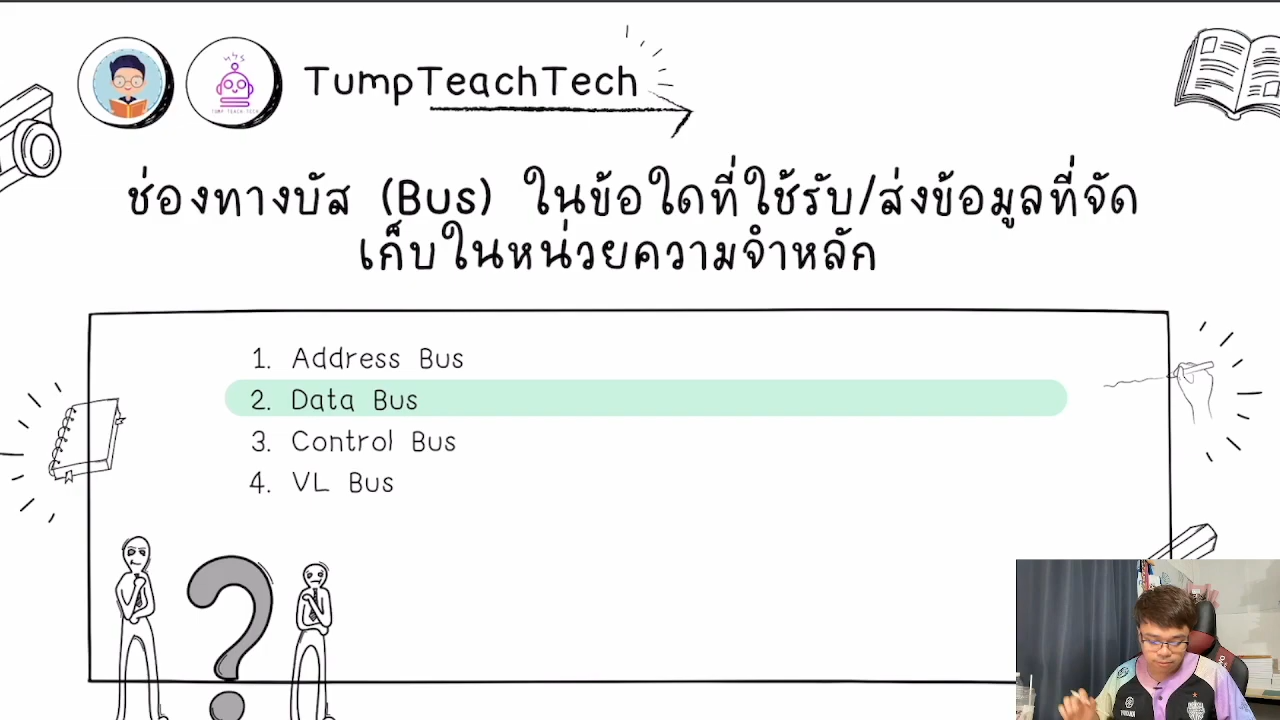 TumpTeachTech
TUMP TEACH TECH
ช่องทางบัส (Bus) ในข้อใดที่ใช้รับ/ส่งข้อมูลที่จัด
เก็บในหน่วยความจำหลัก
1. Address Bus
2. Data Bus
3. Control Bus
4. VL Bus